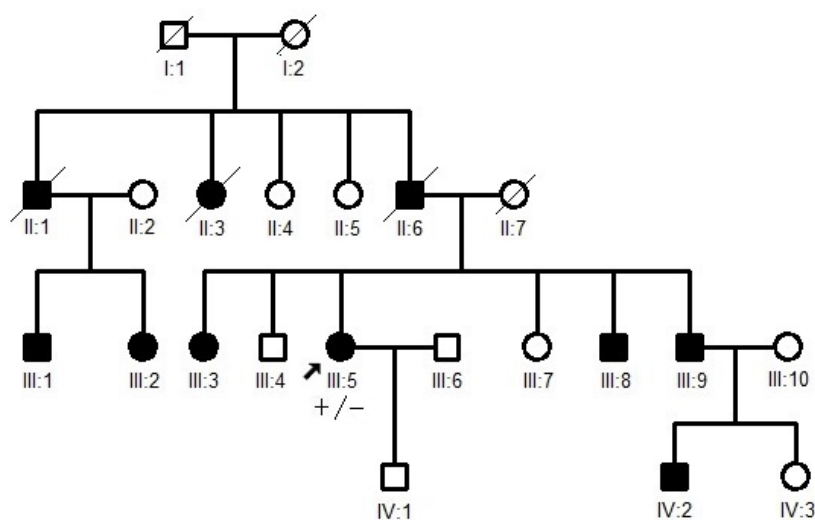 I:1 I:2
II:1 II:2 II:3 II:4 II:5 II:6 II:7
III:1 III:2 III:3 III:4 III:5 III:6 III:7 III:8 III:9 III:10
+/−
IV:1 IV:2 IV:3